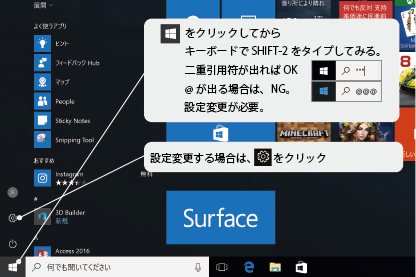 展開
よく使うアプリ
ヒント
フィードバック Hub
マップ
People
Sticky Notes
Snipping Tool
おすすめ
Instagram
★★★★
#
3D Builder
新規
A
Access 2016
をクリックしてから
キーボードで SHIFT-2 をタイプしてみる。
二重引用符が出れば OK
@ が出る場合は、NG。
設定変更が必要。
@@@
設定変更する場合は、
をクリック
無料
MINECRAFT
Surface
何でも聞いてください